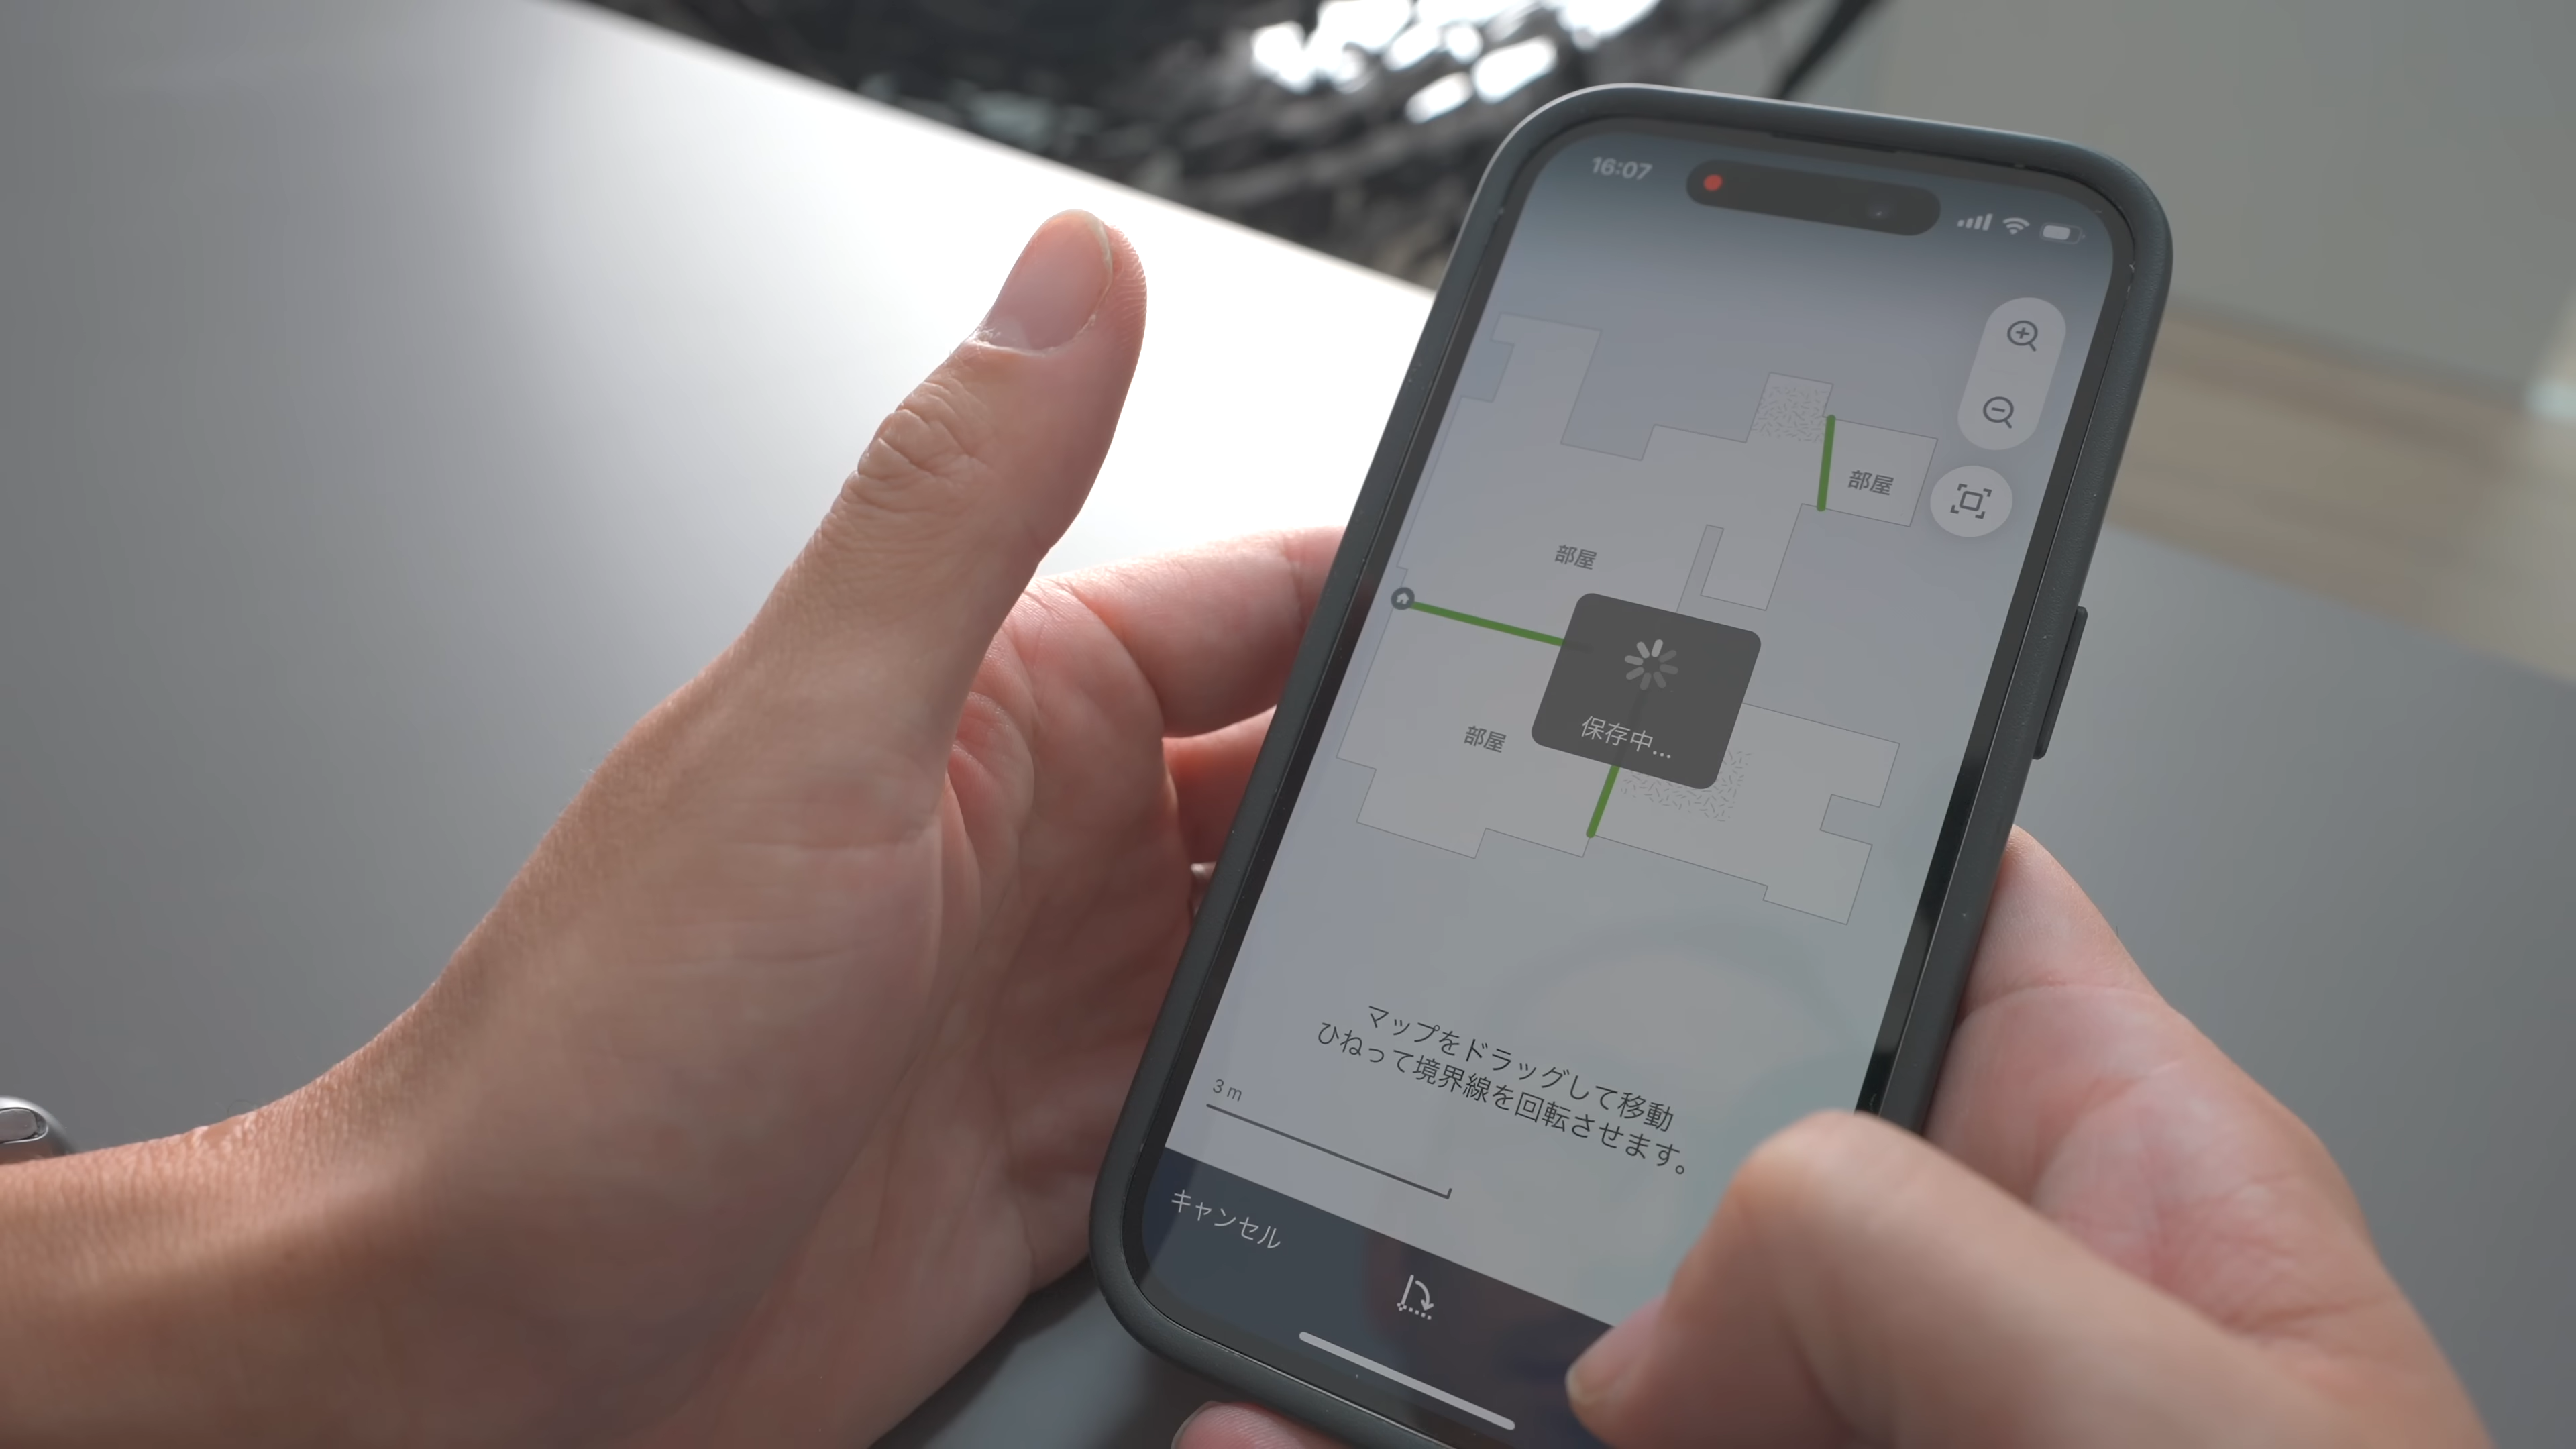 16:07
部屋
部屋
保存中...
部屋
マップをドラッグして移動
ひねって境界線を回転させます。
3 m
キャンセル